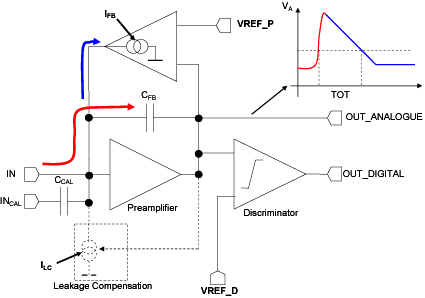 IFB
VREF_P
VA
TOT
CFB
OUT_ANALOGUE
IN
CCAL
INCAL
Preamplifier
OUT_DIGITAL
Discriminator
ILC
Leakage Compensation
VREF_D